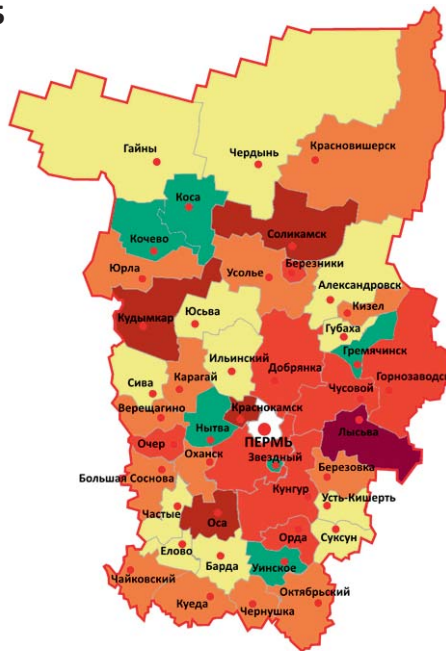 5
Гайны
Чердынь
Красновишерск
Коса
Кочево
Соликамск
Березники
Юрла
Усолье
Александровск
Кизел
Кудымкар
Юсьва
Губаха
Гремячинск
Ильинский
Добрянка
Сива
Карагай
Чусовой
Горнозаводск
Верещагино
Краснокамск
Нытва
Лысьва
ПЕРМЬ
Очер
Оханск
Звездный
Березовка
Большая Соснова
Кунгур
Усть-Кишерть
Частые
Оса
Орда
Суксун
Елово
Барда
Уинское
Чайковский
Куеда
Чернушка
Октябрьский